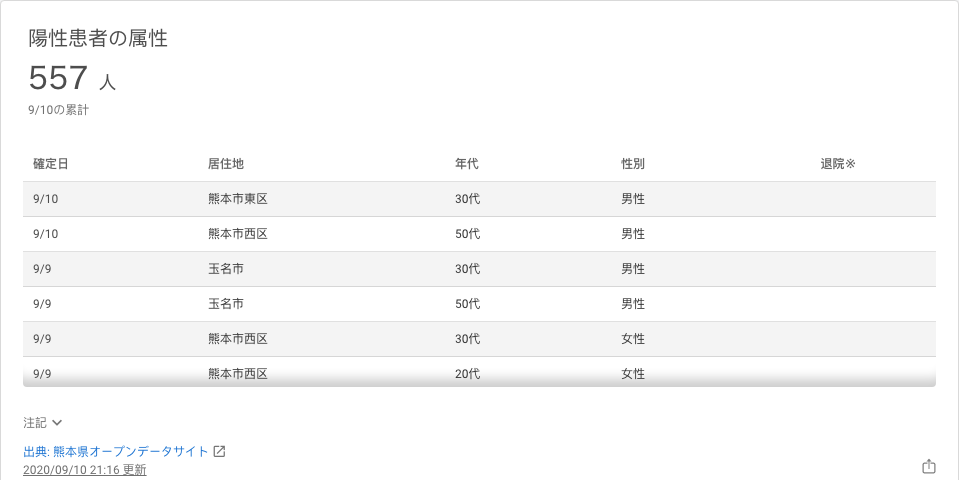 陽性患者の属性
557 人
9/10の累計
確定日 居住地 年代 性別 退院※
9/10 熊本市東区 30代 男性
9/10 熊本市西区 50代 男性
9/9 玉名市 30代 男性
9/9 玉名市 50代 男性
9/9 熊本市西区 30代 女性
9/9 熊本市西区 20代 女性
注記
出典: 熊本県オープンデータサイト
2020/09/10 21:16 更新